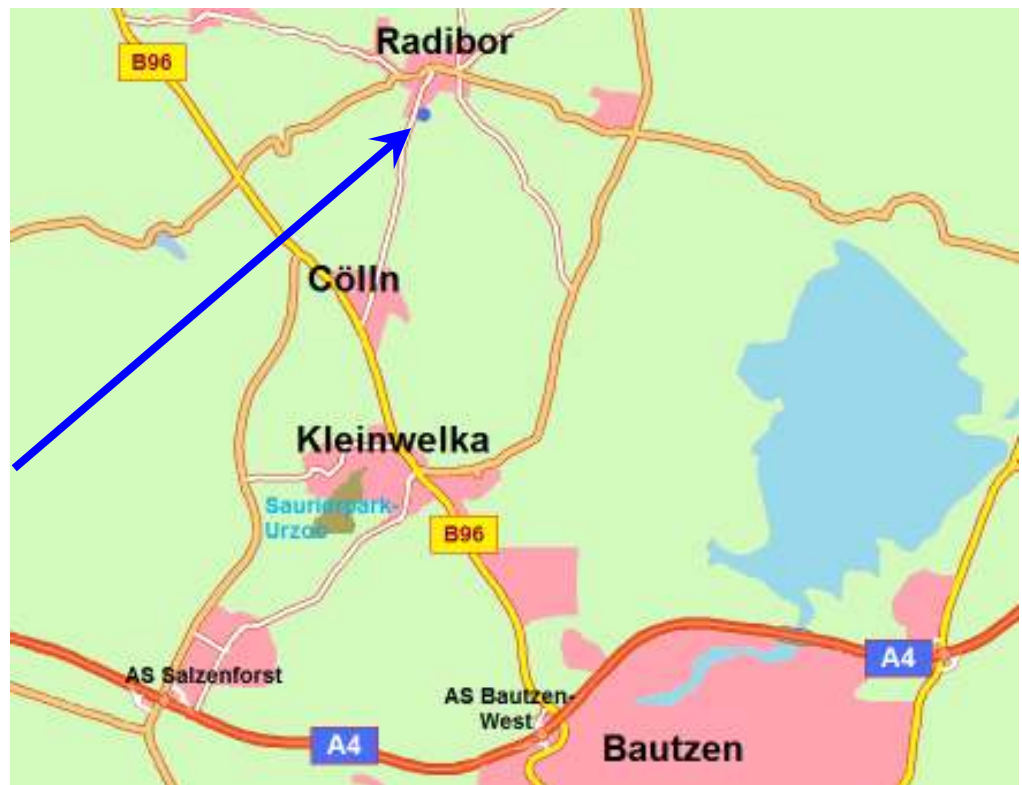 Radibor
B96
Cölln
Kleinwelka
Saurierpark-
Urzoo
B96
A4
AS Salzenforst
AS Bautzen-
West
A4
Bautzen